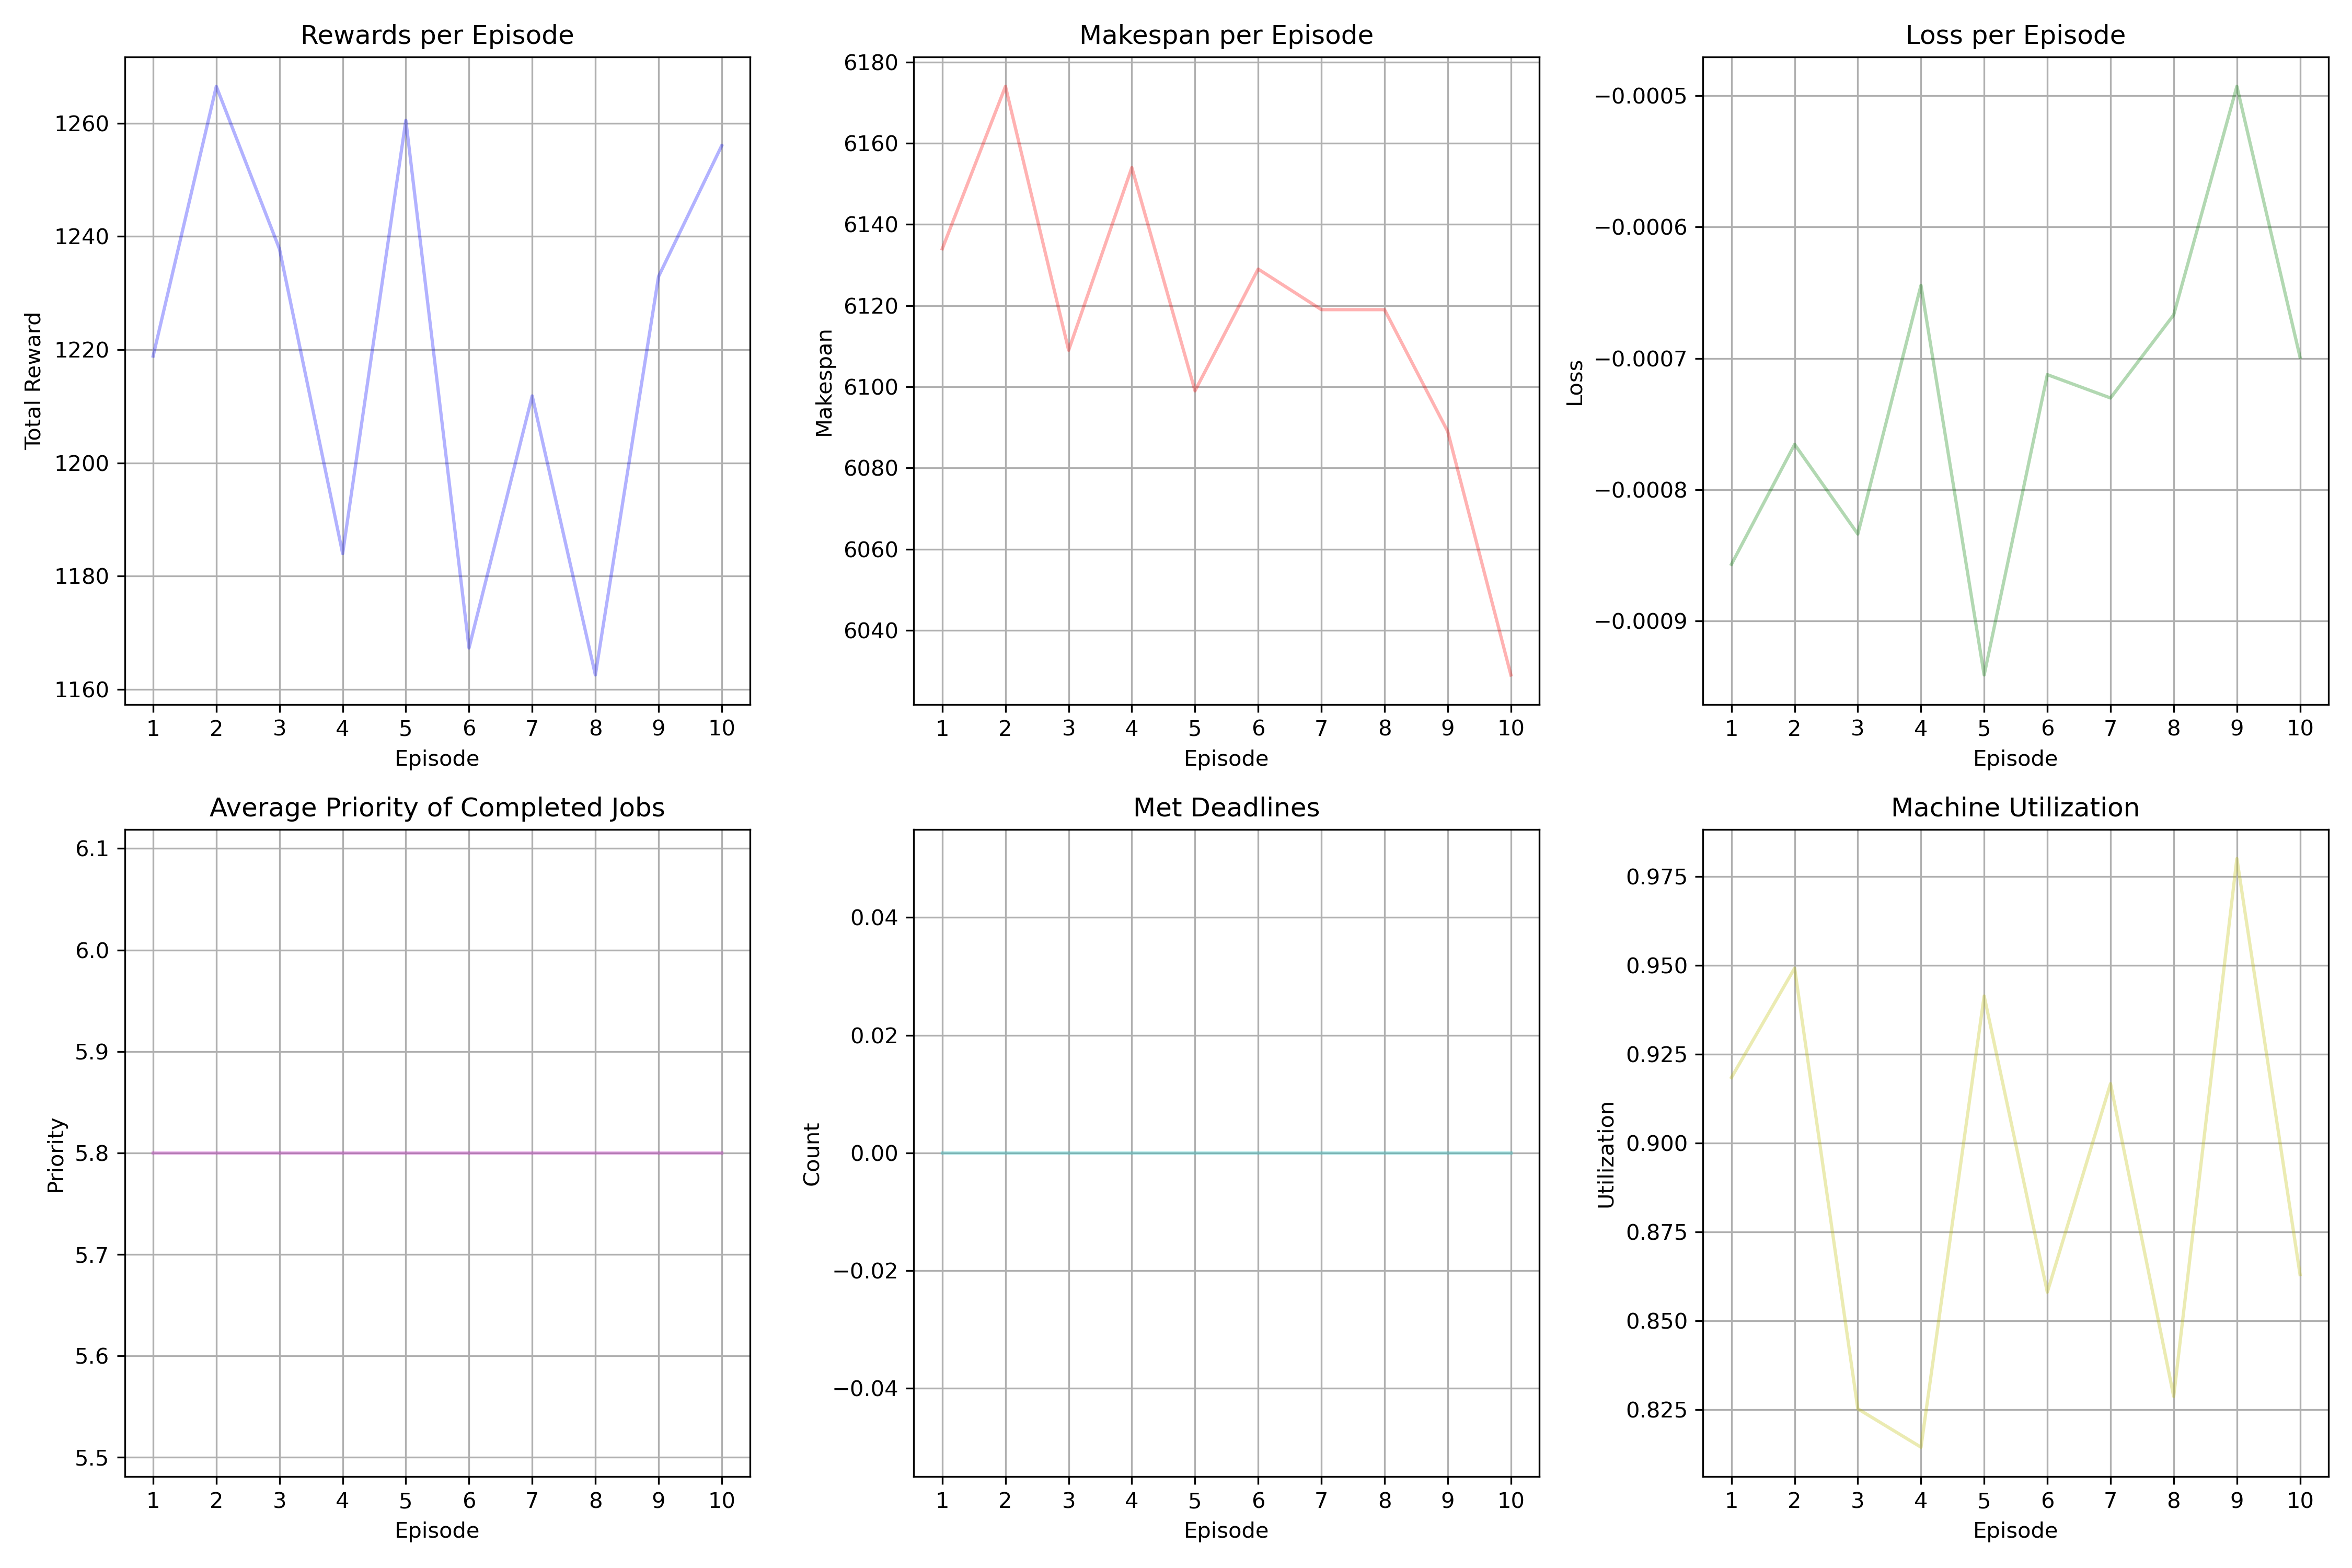 Rewards per Episode
Total Reward
1260
1240
1220
1200
1180
1160
1 2 3 4 5 6 7 8 9 10
Episode
Makespan per Episode
Makespan
6180
6160
6140
6120
6100
6080
6060
6040
1 2 3 4 5 6 7 8 9 10
Episode
Loss per Episode
Loss
−0.0005
−0.0006
−0.0007
−0.0008
−0.0009
1 2 3 4 5 6 7 8 9 10
Episode
Average Priority of Completed Jobs
Priority
6.1
6.0
5.9
5.8
5.7
5.6
5.5
1 2 3 4 5 6 7 8 9 10
Episode
Met Deadlines
Count
0.04
0.02
0.00
−0.02
−0.04
1 2 3 4 5 6 7 8 9 10
Episode
Machine Utilization
Utilization
0.975
0.950
0.925
0.900
0.875
0.850
0.825
1 2 3 4 5 6 7 8 9 10
Episode